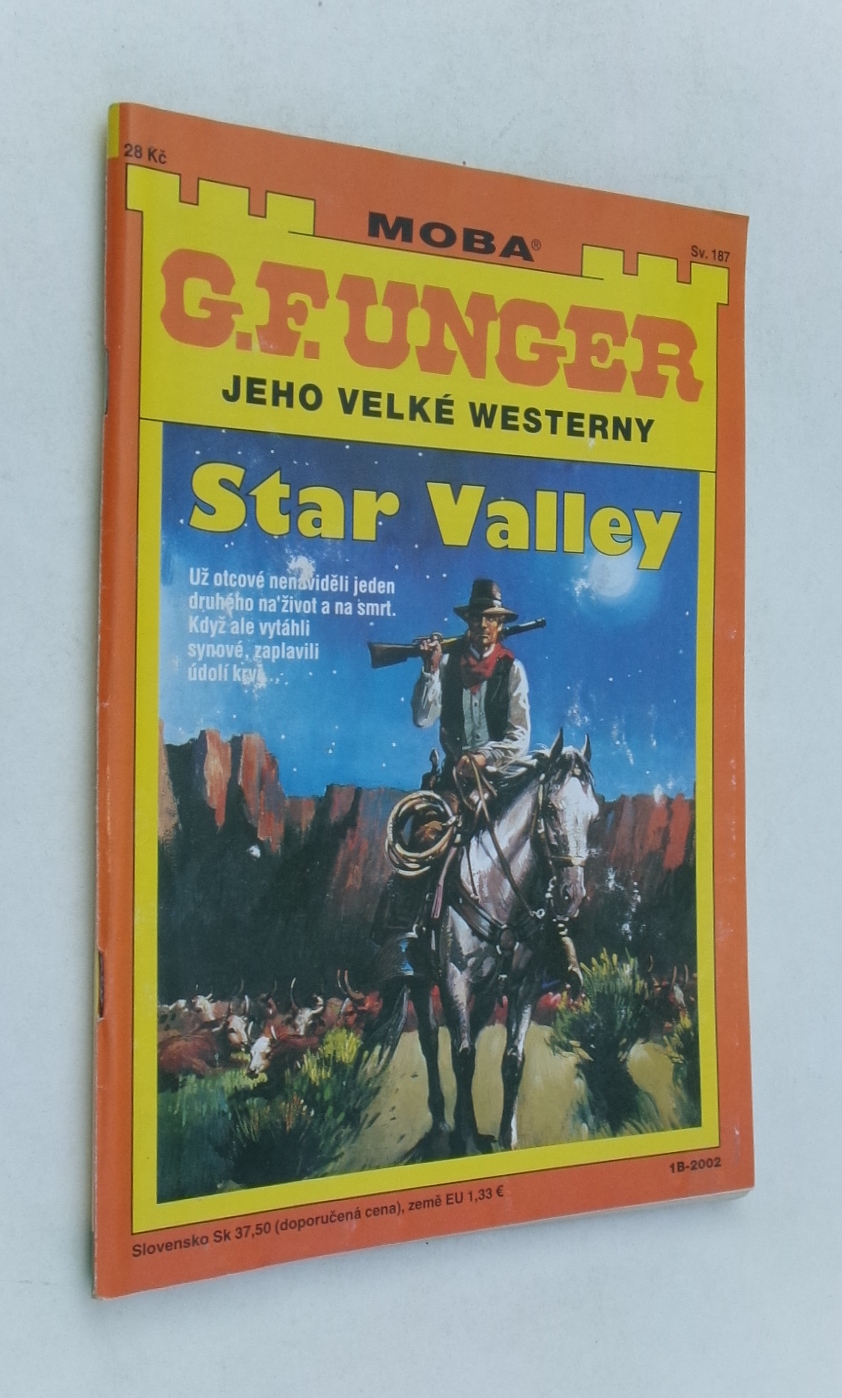 28 Kč
MOBA®
Sv. 187
G.F. UNGER
JEHO VELKÉ WESTERNY
Star Valley
Už otcové nenáviděli jeden
druhého na život a na smrt.
Když ale vytáhli
synové, zaplavili
údolí krví...
1B-2002
Slovensko Sk 37,50 (doporučená cena), země EU 1,33 €